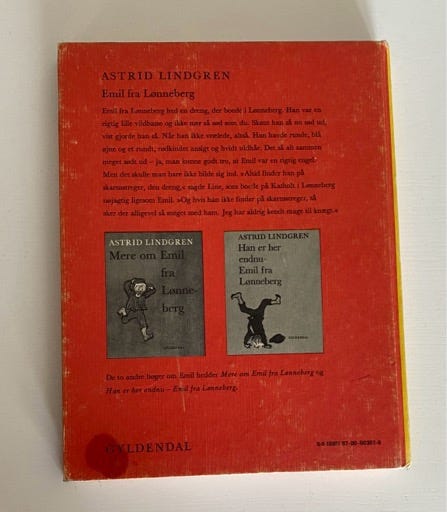 ASTRID LINDGREN
Emil fra Lønneberg
Emil fra Lønneberg hed en dreng, der boede i Lønneberg. Han var en
rigtig lille vildbasse og ikke nær så sød som du. Skønt han så nu sød ud,
vist gjorde han så. Når han ikke vrælede, altså. Han havde runde, blå
øjne og et rundt, rødkindet ansigt og hvidt uldhår. Det så alt sammen
meget sødt ud – ja, man kunne godt tro, at Emil var en rigtig engel.
Men det skulle man bare ikke bilde sig ind. »Altid finder han på
skarnsstreger, den dreng,« sagde Line, som boede på Katholt i Lønneberg
nøjagtig ligesom Emil. »Og hvis han ikke finder på skarnsstreger, så
sker der alligevel så meget med ham. Jeg har aldrig kendt mage til knægt.«
ASTRID LINDGREN
Mere om Emil
fra
Lønne-
berg
GYLDENDAL
ASTRID LINDGREN
Han er her
endnu-
Emil fra
Lønneberg
GYLDENDAL
De to andre bøger om Emil hedder Mere om Emil fra Lønneberg og
Han er her endnu – Emil fra Lønneberg.
GYLDENDAL